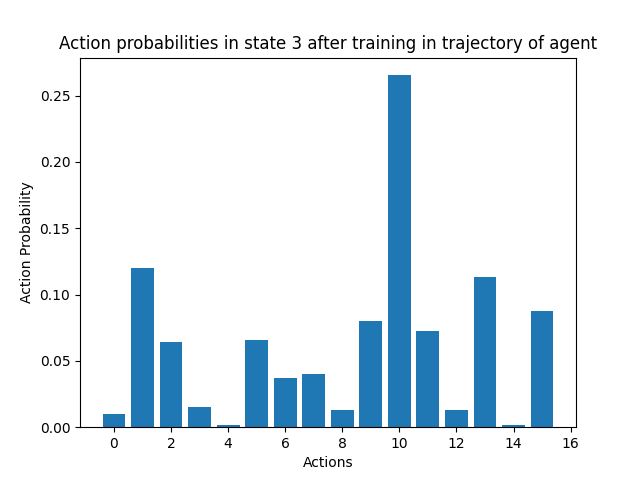 Action probabilities in state 3 after training in trajectory of agent
Action Probability
0.25
0.20
0.15
0.10
0.05
0.00
0 2 4 6 8 10 12 14 16
Actions